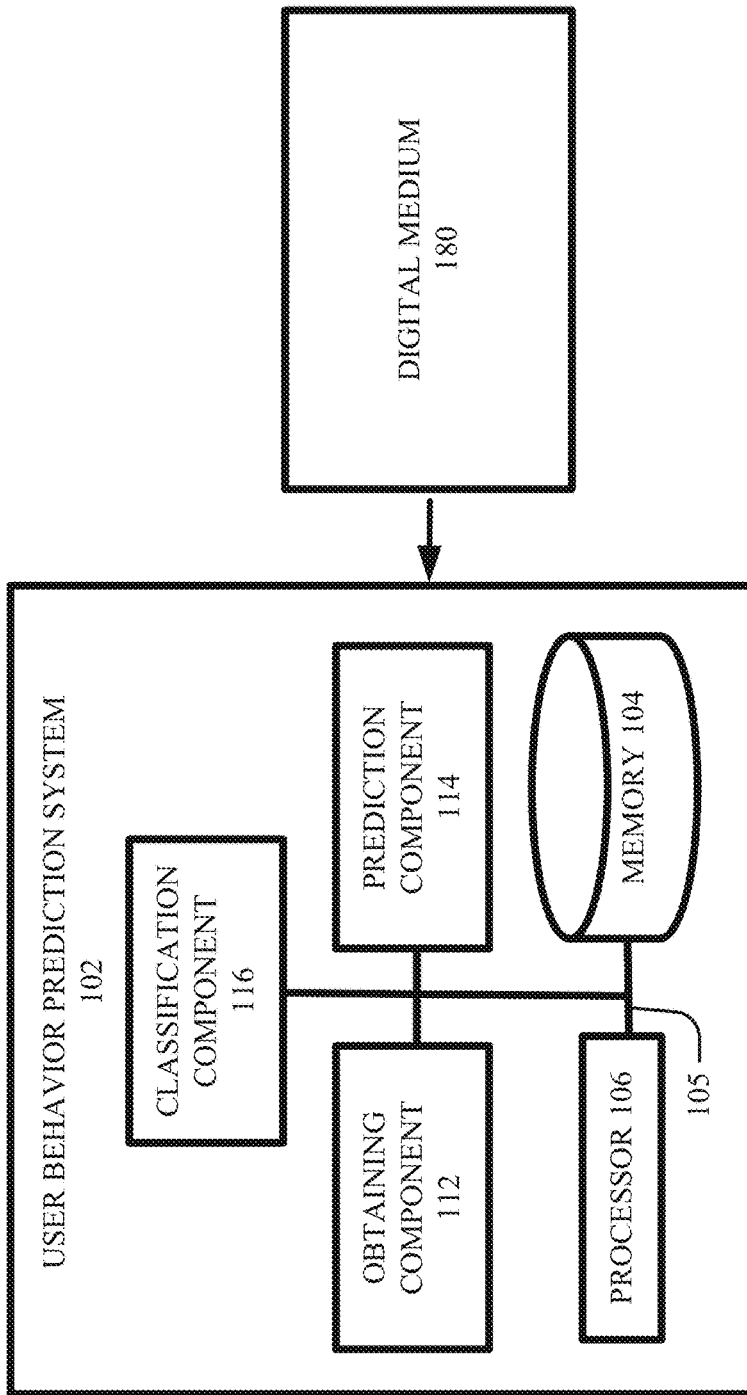 USER BEHAVIOR PREDICTION SYSTEM
102
CLASSIFICATION
COMPONENT
116
OBTAINING
COMPONENT
112
PREDICTION
COMPONENT
114
PROCESSOR 106
MEMORY 104
105
DIGITAL MEDIUM
180